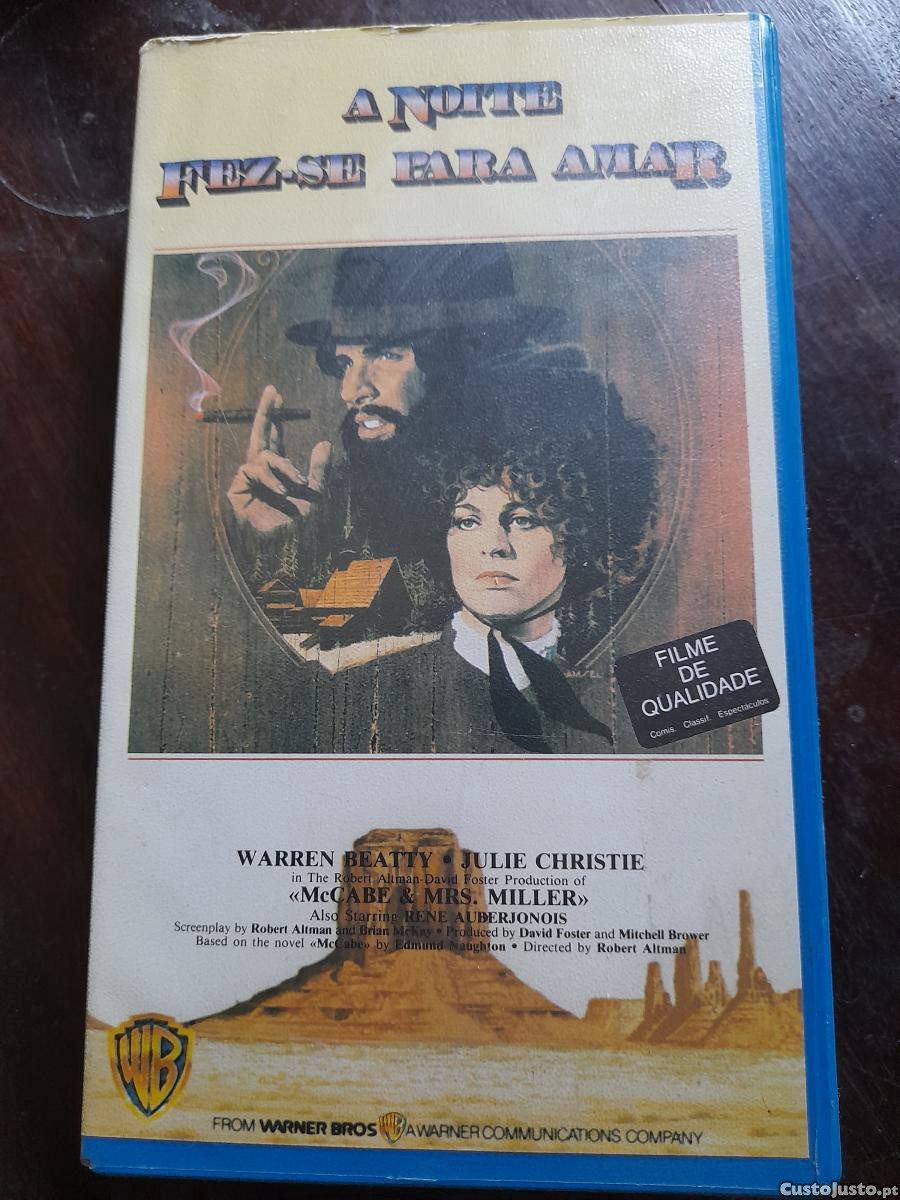 A NOITE
FEZ-SE PARA AMAR
AMSEL
FILME
DE
QUALIDADE
Comis. Classif. Espectáculos
WARREN BEATTY • JULIE CHRISTIE
in The Robert Altman-David Foster Production of
«McCABE & MRS. MILLER»
Also Starring RENE AUBERJONOIS
Screenplay by Robert Altman and Brian McKay • Produced by David Foster and Mitchell Brower
Based on the novel «McCabe» by Edmund Naughton • Directed by Robert Altman
WB
FROM WARNER BROS A WARNER COMMUNICATIONS COMPANY
CustoJusto.pt